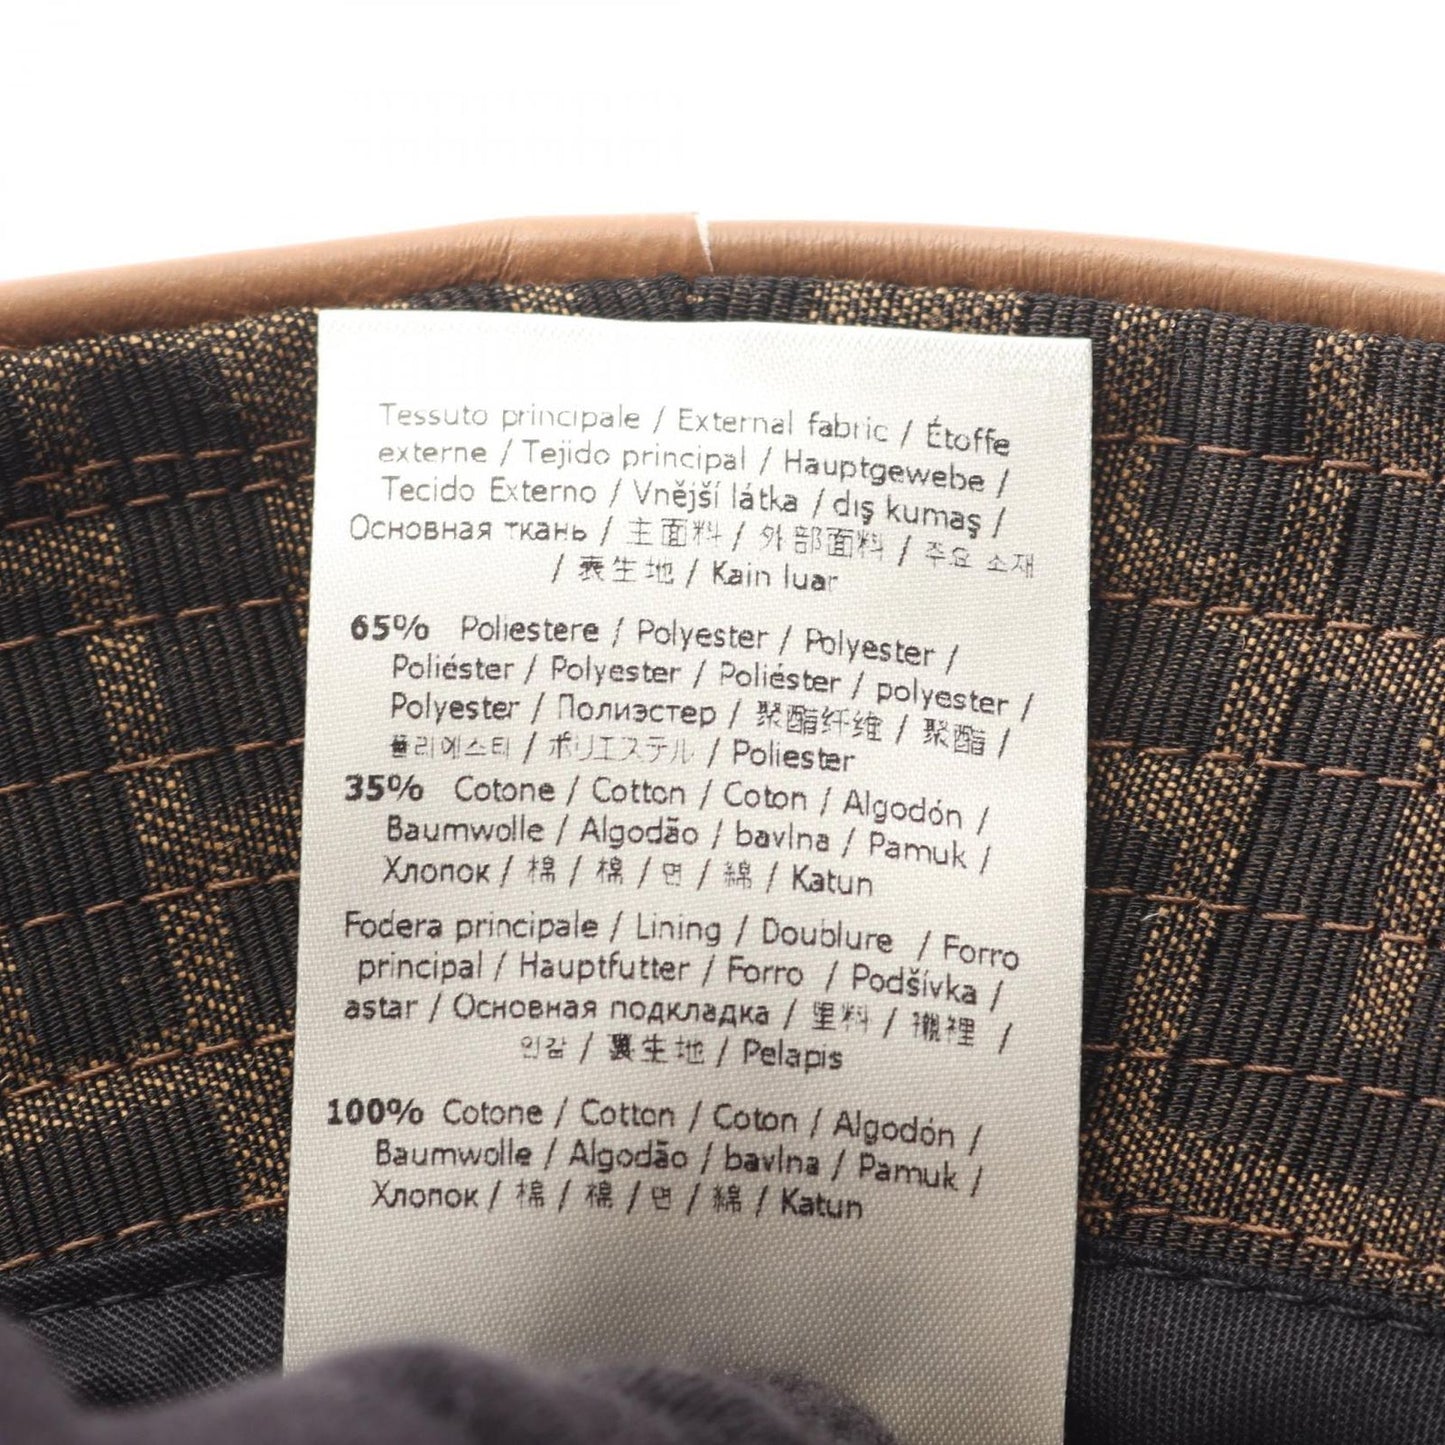 Tessuto principale / External fabric / Étoffe
externe / Tejido principal / Hauptgewebe /
Tecido Externo / Vnější látka / dış kumaş /
Основная ткань / 主面料 / 外部面料 / 주요 소재
/ 表生地 / Kain luar
65% Poliestere / Polyester / Polyester /
Poliéster / Polyester / Poliéster / polyester /
Polyester / Полиэстер / 聚酯纤维 / 聚酯 /
폴리에스터 / ポリエステル / Poliester
35% Cotone / Cotton / Coton / Algodón /
Baumwolle / Algodão / bavlna / Pamuk /
Хлопок / 棉 / 棉 / 면 / 綿 / Katun
Fodera principale / Lining / Doublure / Forro
principal / Hauptfutter / Forro / Podšívka /
astar / Основная подкладка / 里料 / 襯裡 /
안감 / 裏生地 / Pelapis
100% Cotone / Cotton / Coton / Algodón /
Baumwolle / Algodão / bavlna / Pamuk /
Хлопок / 棉 / 棉 / 면 / 綿 / Katun